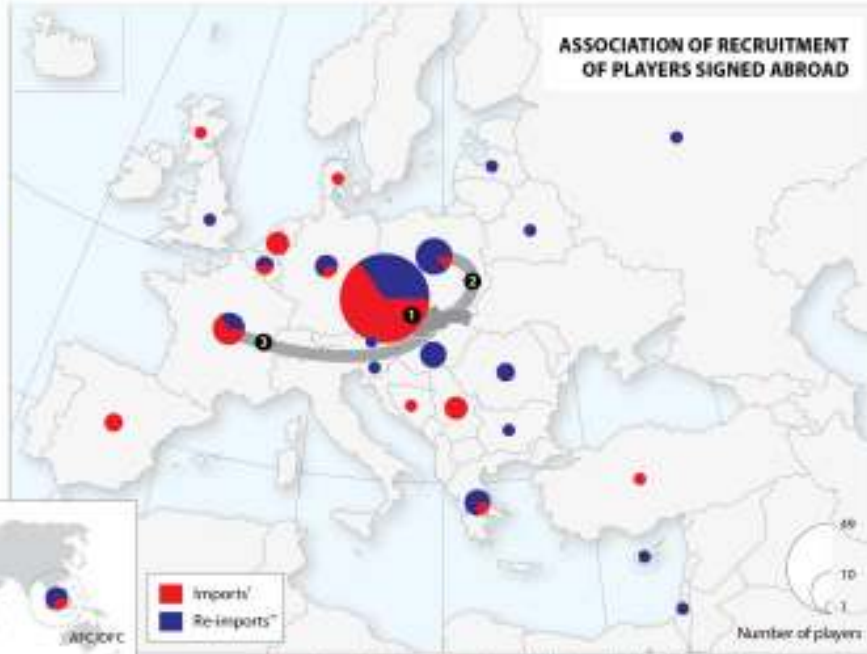 ASSOCIATION OF RECRUITMENT
OF PLAYERS SIGNED ABROAD
2
1
3
49
10
1
Number of players
Imports'
Re-imports"
AFC/OFC